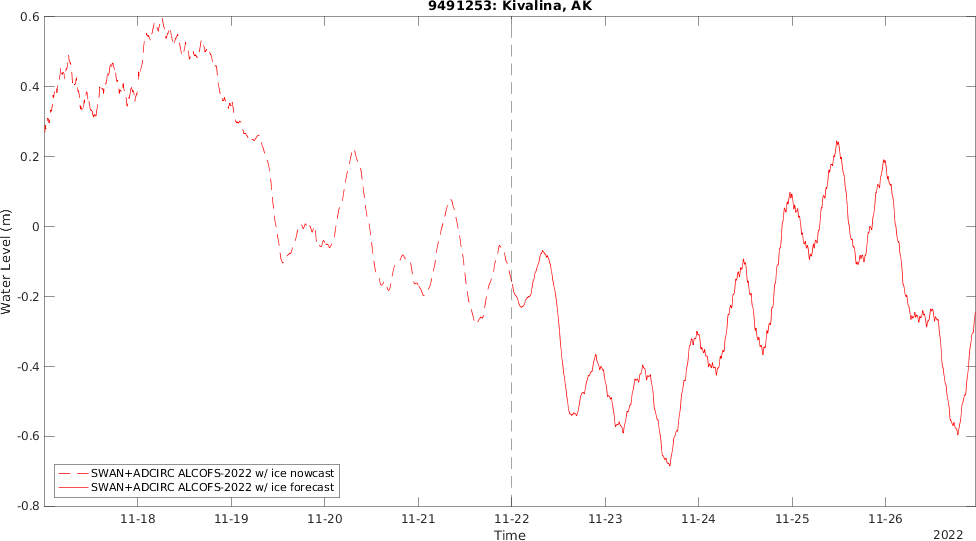 9491253: Kivalina, AK
0.6
0.4
0.2
0
-0.2
-0.4
-0.6
-0.8
Water Level (m)
SWAN+ADCIRC ALCOFS-2022 w/ ice nowcast
SWAN+ADCIRC ALCOFS-2022 w/ ice forecast
11-18 11-19 11-20 11-21 11-22 11-23 11-24 11-25 11-26
Time
2022